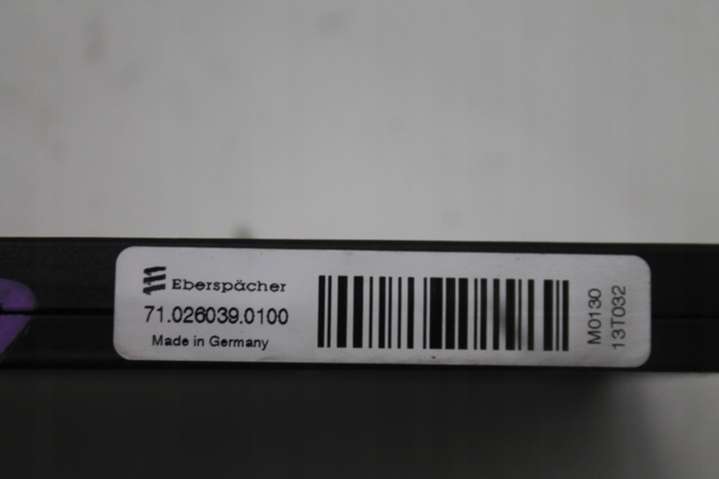 Eberspächer
71.026039.0100
Made in Germany
M0130
13T032